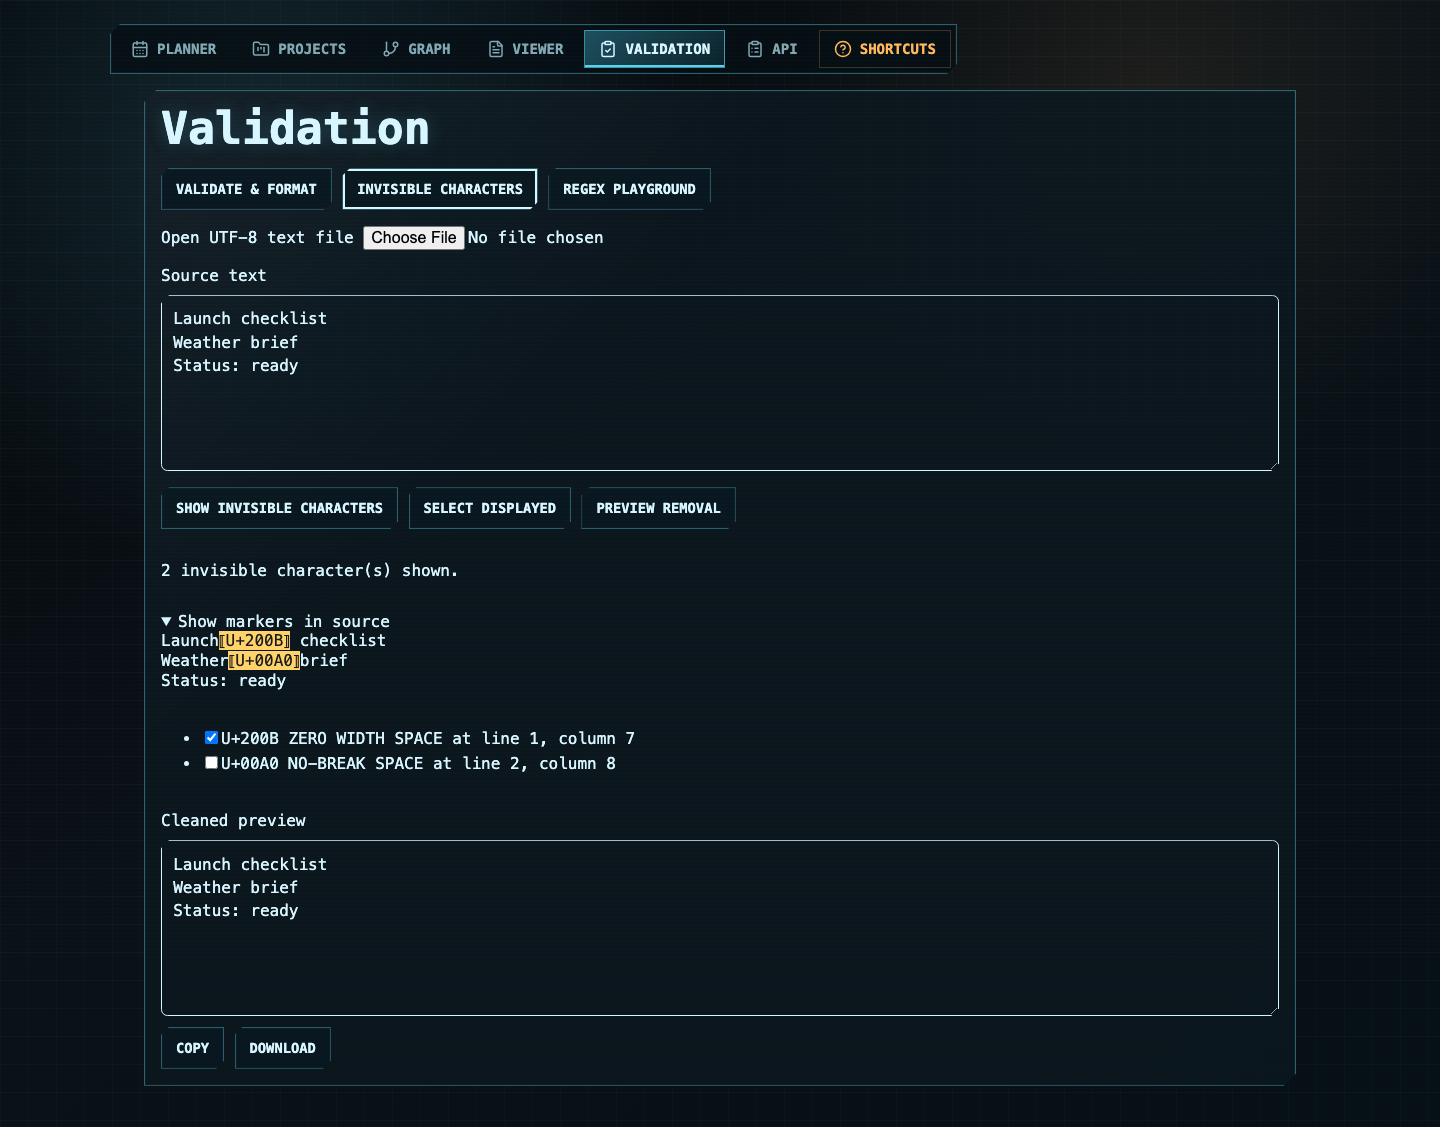 PLANNER PROJECTS GRAPH VIEWER VALIDATION API SHORTCUTS
Validation
VALIDATE & FORMAT INVISIBLE CHARACTERS REGEX PLAYGROUND
Open UTF-8 text file Choose File No file chosen
Source text
Launch checklist
Weather brief
Status: ready
SHOW INVISIBLE CHARACTERS SELECT DISPLAYED PREVIEW REMOVAL
2 invisible character(s) shown.
▼ Show markers in source
Launch⟦U+200B⟧ checklist
Weather⟦U+00A0⟧brief
Status: ready
• U+200B ZERO WIDTH SPACE at line 1, column 7
• U+00A0 NO-BREAK SPACE at line 2, column 8
Cleaned preview
Launch checklist
Weather brief
Status: ready
COPY DOWNLOAD